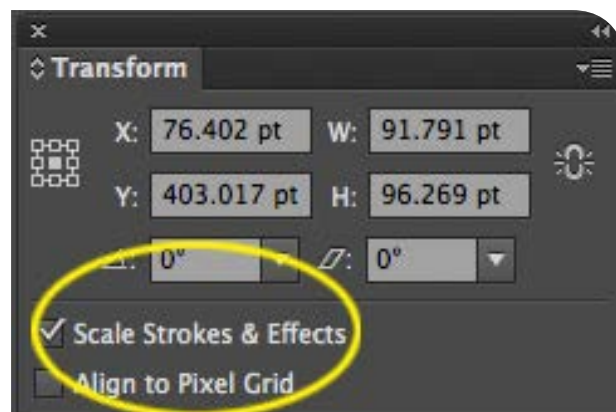 Transform
X: 76.402 pt W: 91.791 pt
Y: 403.017 pt H: 96.269 pt
0° 0°
Scale Strokes & Effects
Align to Pixel Grid